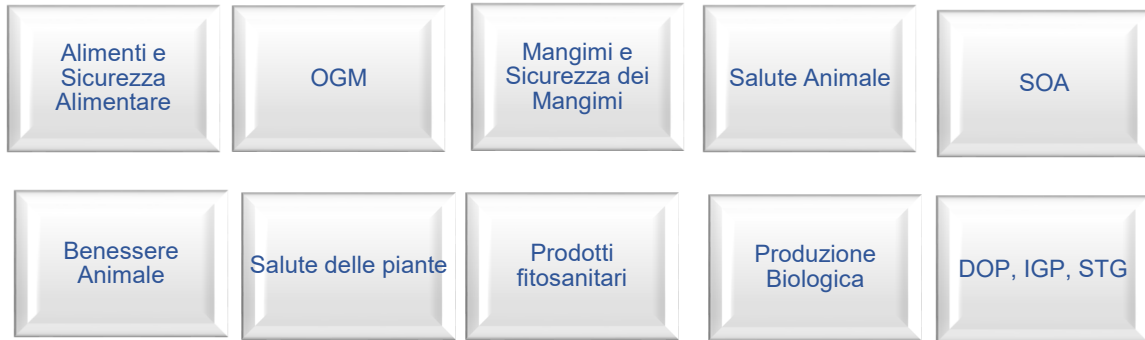 Alimenti e
Sicurezza
Alimentare
OGM
Mangimi e
Sicurezza dei
Mangimi
Salute Animale
SOA
Benessere
Animale
Salute delle piante
Prodotti
fitosanitari
Produzione
Biologica
DOP, IGP, STG